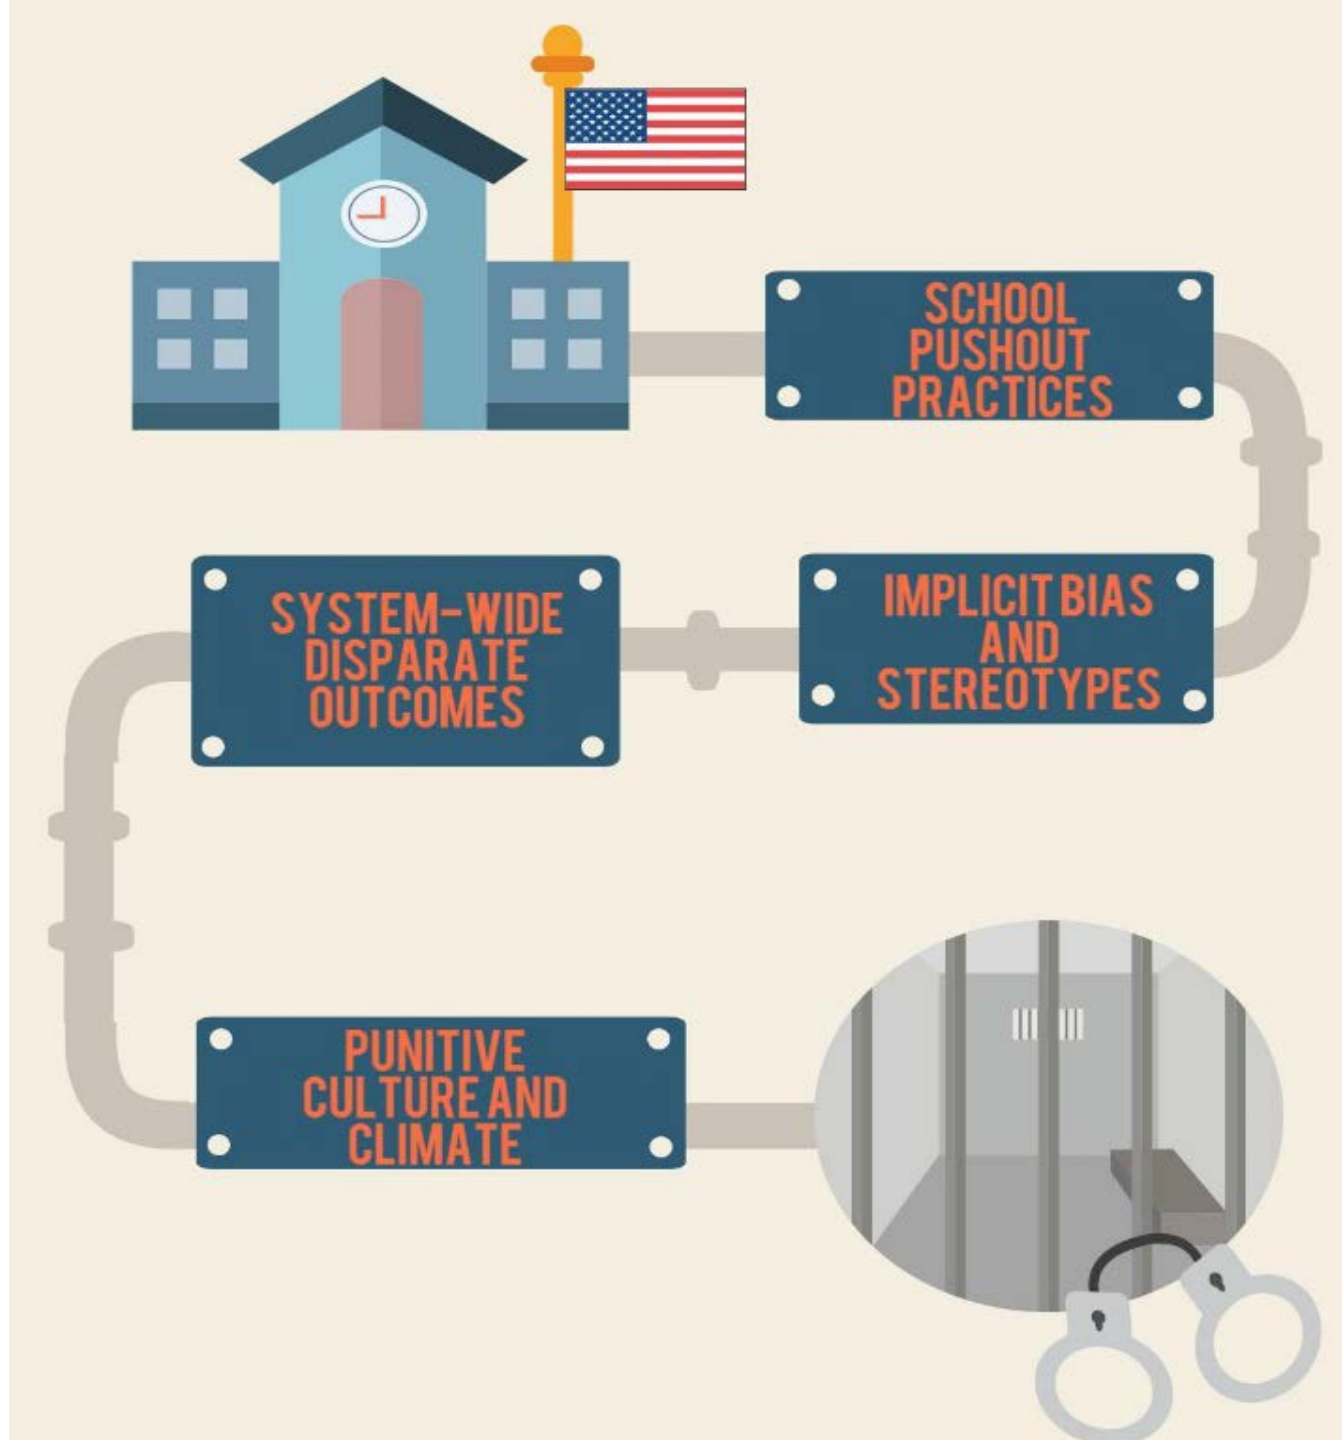 SCHOOL
PUSHOUT
PRACTICES
IMPLICIT BIAS
AND
STEREOTYPES
SYSTEM-WIDE
DISPARATE
OUTCOMES
PUNITIVE
CULTURE AND
CLIMATE